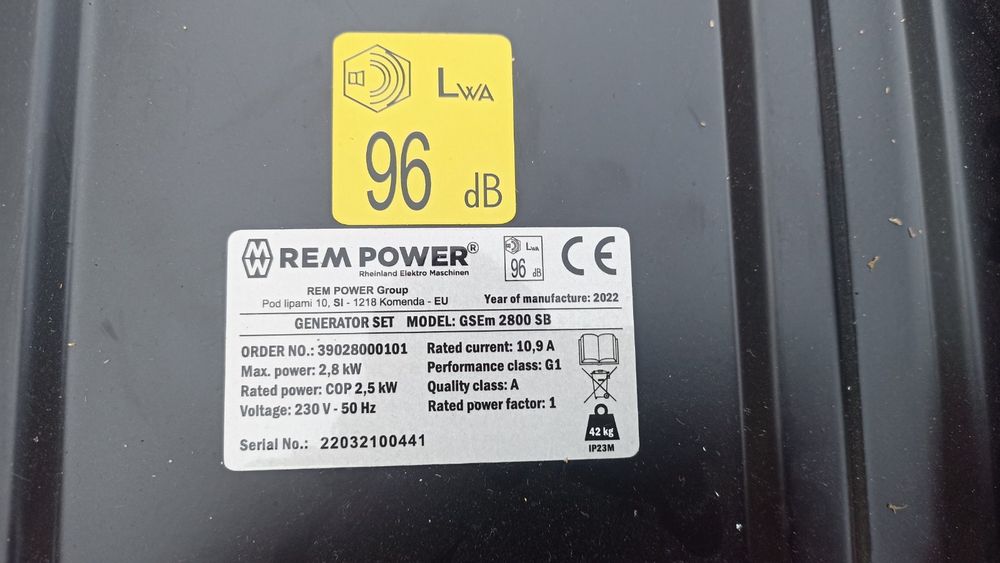 LWA
96 dB
REM POWER®
Rheinland Elektro Maschinen
LWA
96 dB
CE
REM POWER Group
Pod lipami 10, SI - 1218 Komenda - EU
Year of manufacture: 2022
GENERATOR SET MODEL: GSEm 2800 SB
ORDER NO.: 39028000101
Max. power: 2,8 kW
Rated power: COP 2,5 kW
Voltage: 230 V - 50 Hz
Rated current: 10,9 A
Performance class: G1
Quality class: A
Rated power factor: 1
42 kg
IP23M
Serial No.: 22032100441